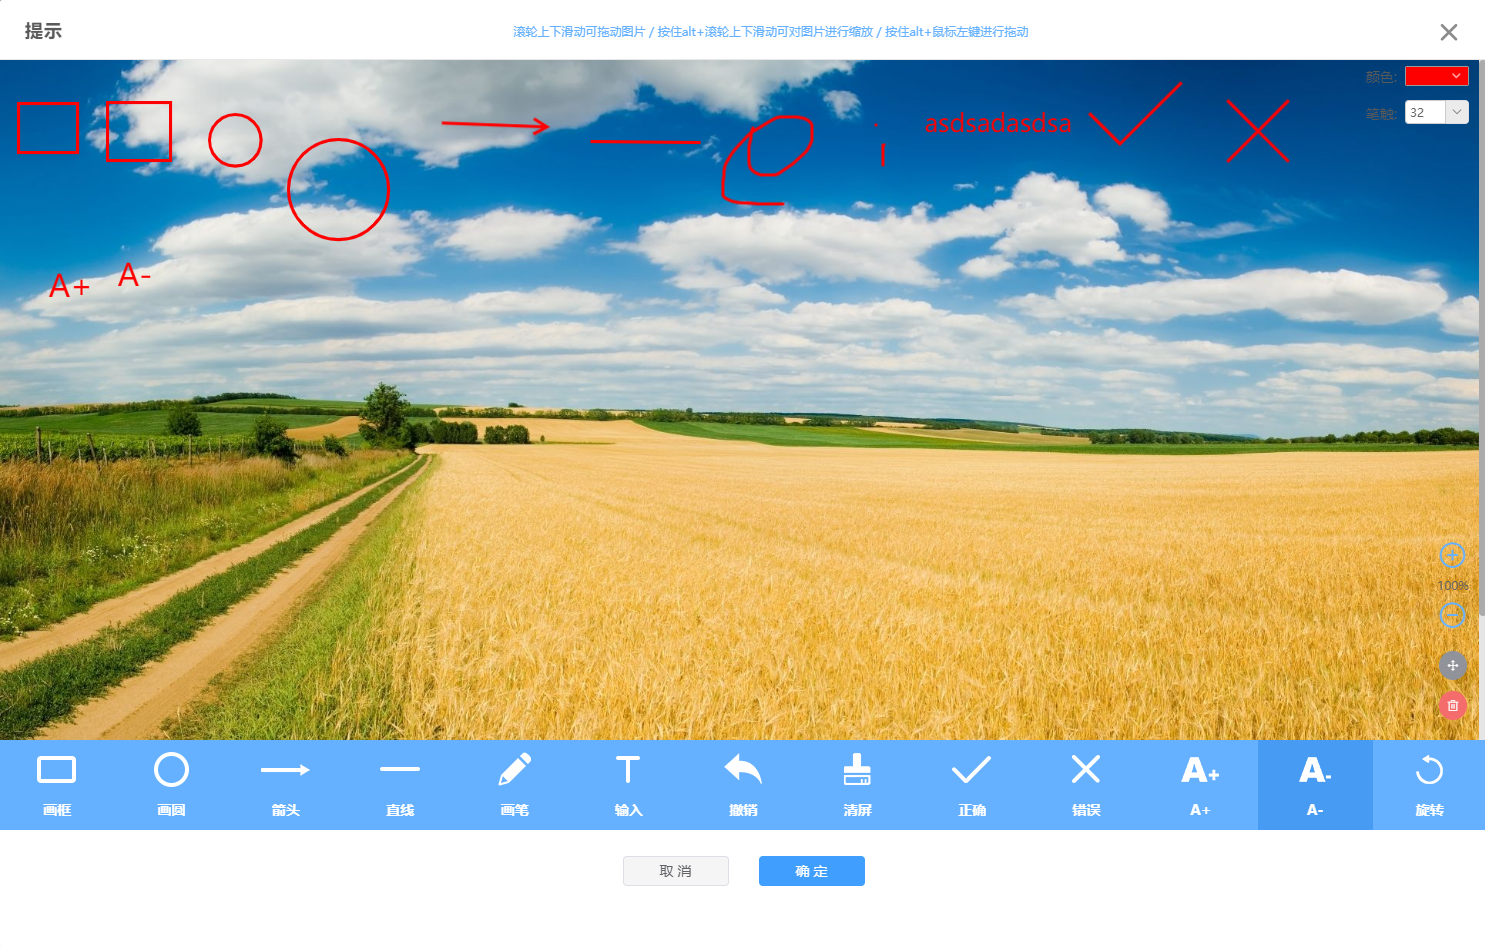 提示
滚轮上下滑动可拖动图片 / 按住alt+滚轮上下滑动可对图片进行缩放 / 按住alt+鼠标左键进行拖动
颜色:
笔触: 32
asdsadasdsa
A+ A-
100%
画框 画圆 箭头 直线 画笔 输入 撤销 清屏 正确 错误 A+ A- 旋转
取 消 确 定